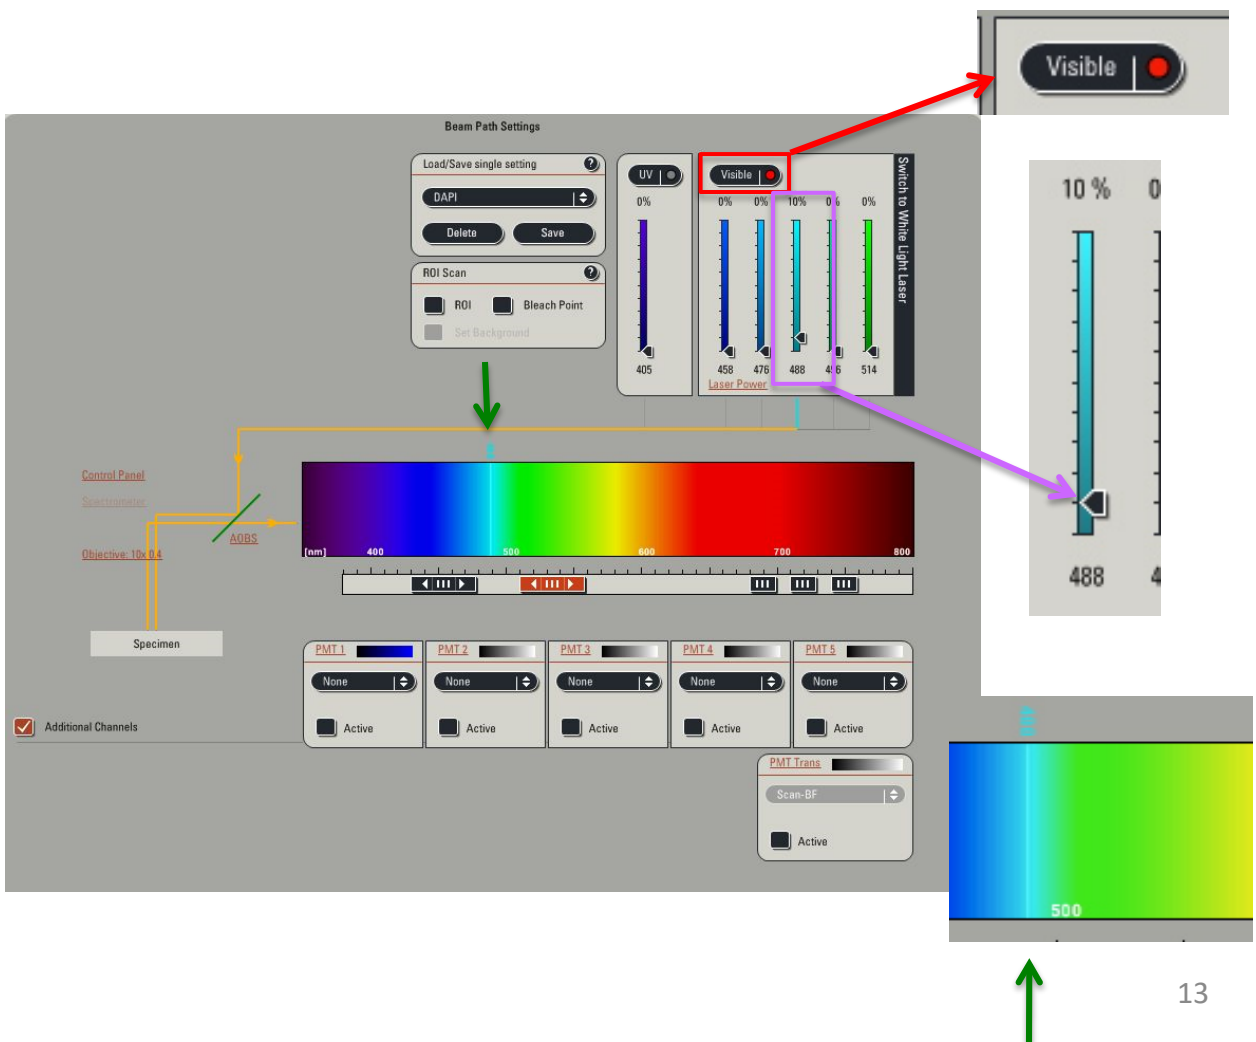 Visible
Beam Path Settings
Load/Save single setting ?
DAPI
Delete Save
ROI Scan ?
ROI Bleach Point
Set Background
UV
0%
405
Visible
0% 0% 10% 0% 0%
458 476 488 496 514
Laser Power
Switch to White Light Laser
10 %
488
Control Panel
Spectrometer
Objective: 10x 0.4
AOBS
Specimen
[nm] 400 500 600 700 800
PMT 1 PMT 2 PMT 3 PMT 4 PMT 5
None None None None None
Active Active Active Active Active
Additional Channels
PMT Trans
Scan-BF
Active
488
500
13